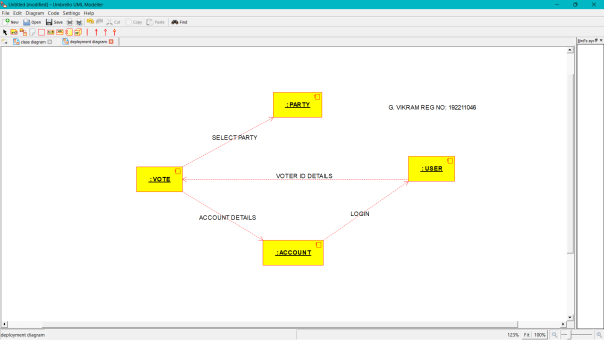 Untitled [modified] - Umbrello UML Modeller
File Edit Diagram Code Settings Help
New Open Save Cut Copy Paste Find
class diagram deployment diagram
:PARTY
G. VIKRAM REG NO: 192211046
SELECT PARTY
:VOTE
VOTER ID DETAILS
:USER
ACCOUNT DETAILS
LOGIN
:ACCOUNT
deployment diagram
123% Fit 100%